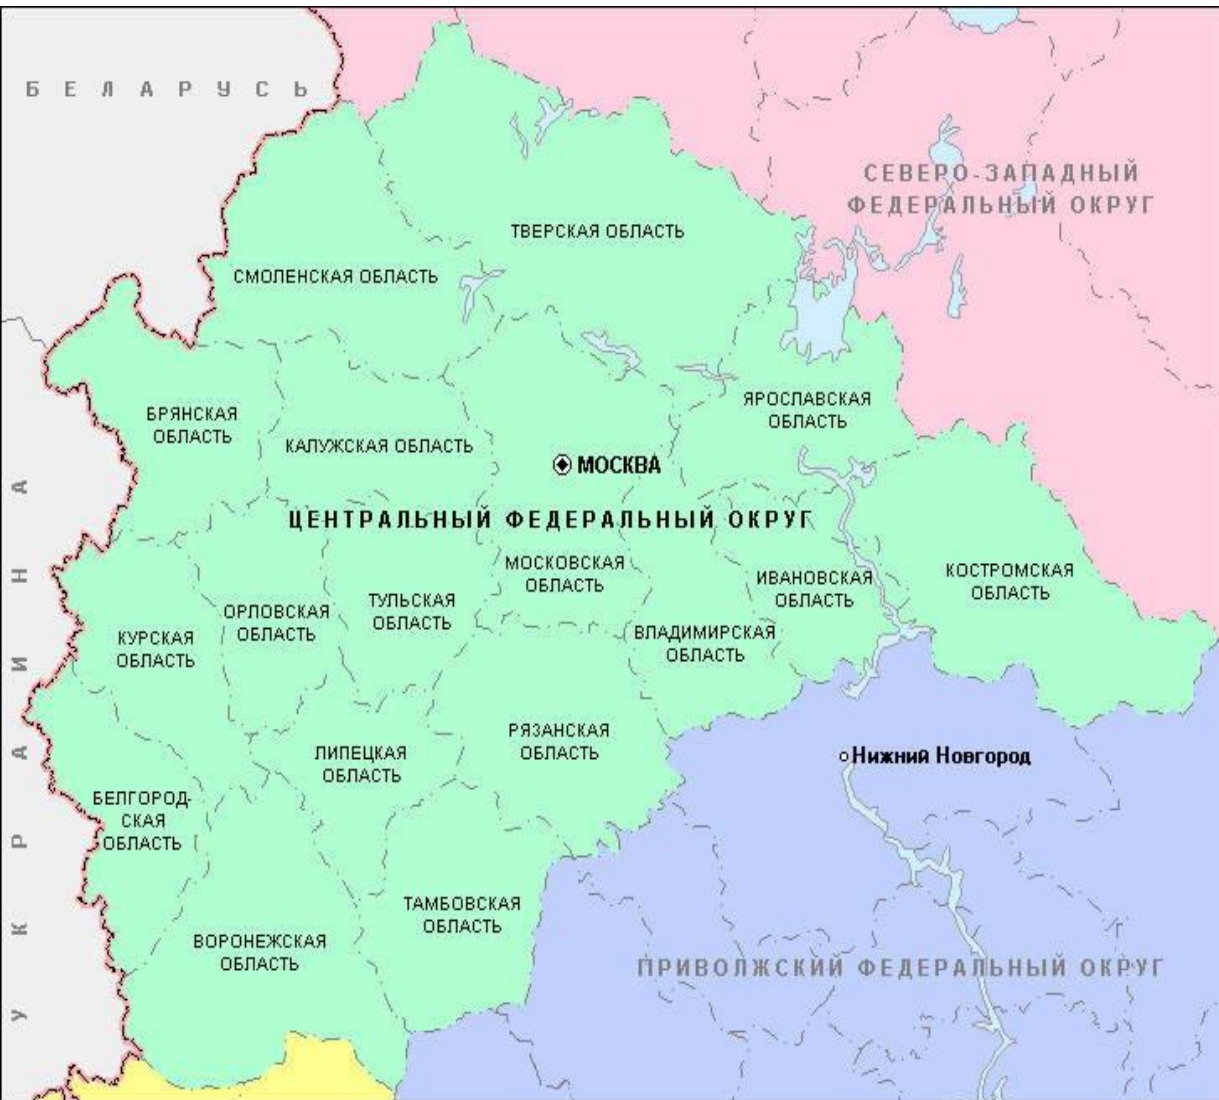 БЕЛАРУСЬ
СЕВЕРО-ЗАПАДНЫЙ
ФЕДЕРАЛЬНЫЙ ОКРУГ
ТВЕРСКАЯ ОБЛАСТЬ
СМОЛЕНСКАЯ ОБЛАСТЬ
ЯРОСЛАВСКАЯ
ОБЛАСТЬ
БРЯНСКАЯ
ОБЛАСТЬ
КАЛУЖСКАЯ ОБЛАСТЬ
МОСКВА
ЦЕНТРАЛЬНЫЙ ФЕДЕРАЛЬНЫЙ ОКРУГ
МОСКОВСКАЯ
ОБЛАСТЬ
ИВАНОВСКАЯ
ОБЛАСТЬ
КОСТРОМСКАЯ
ОБЛАСТЬ
ОРЛОВСКАЯ
ОБЛАСТЬ
ТУЛЬСКАЯ
ОБЛАСТЬ
КУРСКАЯ
ОБЛАСТЬ
ВЛАДИМИРСКАЯ
ОБЛАСТЬ
УКРАИНА
РЯЗАНСКАЯ
ОБЛАСТЬ
ЛИПЕЦКАЯ
ОБЛАСТЬ
Нижний Новгород
БЕЛГОРОД-
СКАЯ
ОБЛАСТЬ
ТАМБОВСКАЯ
ОБЛАСТЬ
ВОРОНЕЖСКАЯ
ОБЛАСТЬ
ПРИВОЛЖСКИЙ ФЕДЕРАЛЬНЫЙ ОКРУГ